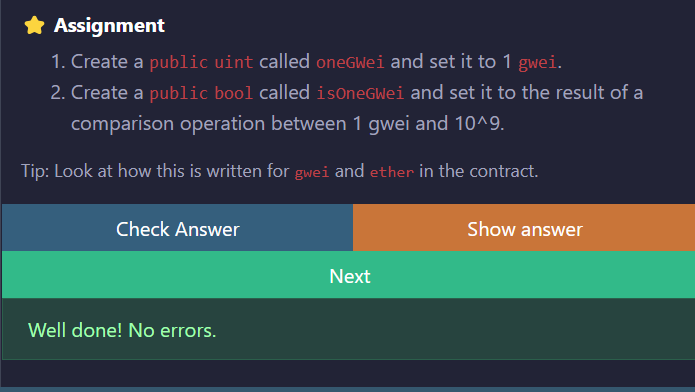 Assignment
1. Create a public uint called oneGWei and set it to 1 gwei.
2. Create a public bool called isOneGWei and set it to the result of a
comparison operation between 1 gwei and 10^9.
Tip: Look at how this is written for gwei and ether in the contract.
Check Answer
Show answer
Next
Well done! No errors.